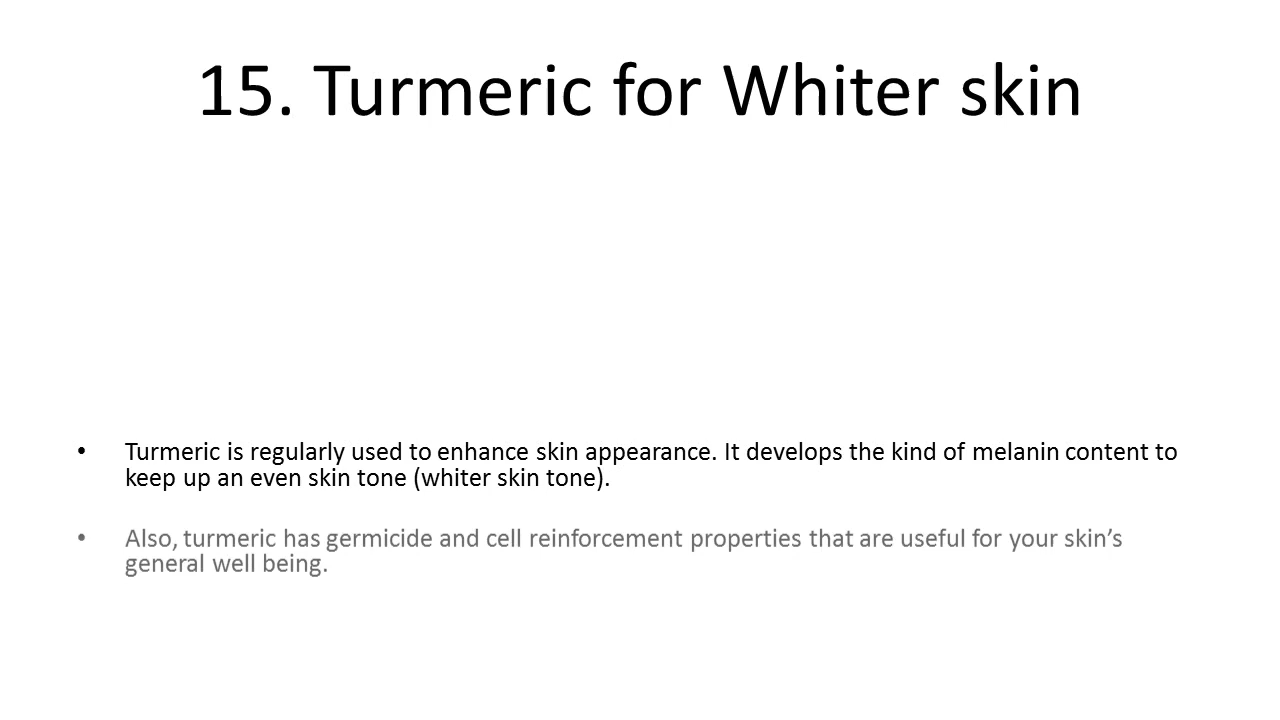 15. Turmeric for Whiter skin
• Turmeric is regularly used to enhance skin appearance. It develops the kind of melanin content to
keep up an even skin tone (whiter skin tone).
• Also, turmeric has germicide and cell reinforcement properties that are useful for your skin’s
general well being.